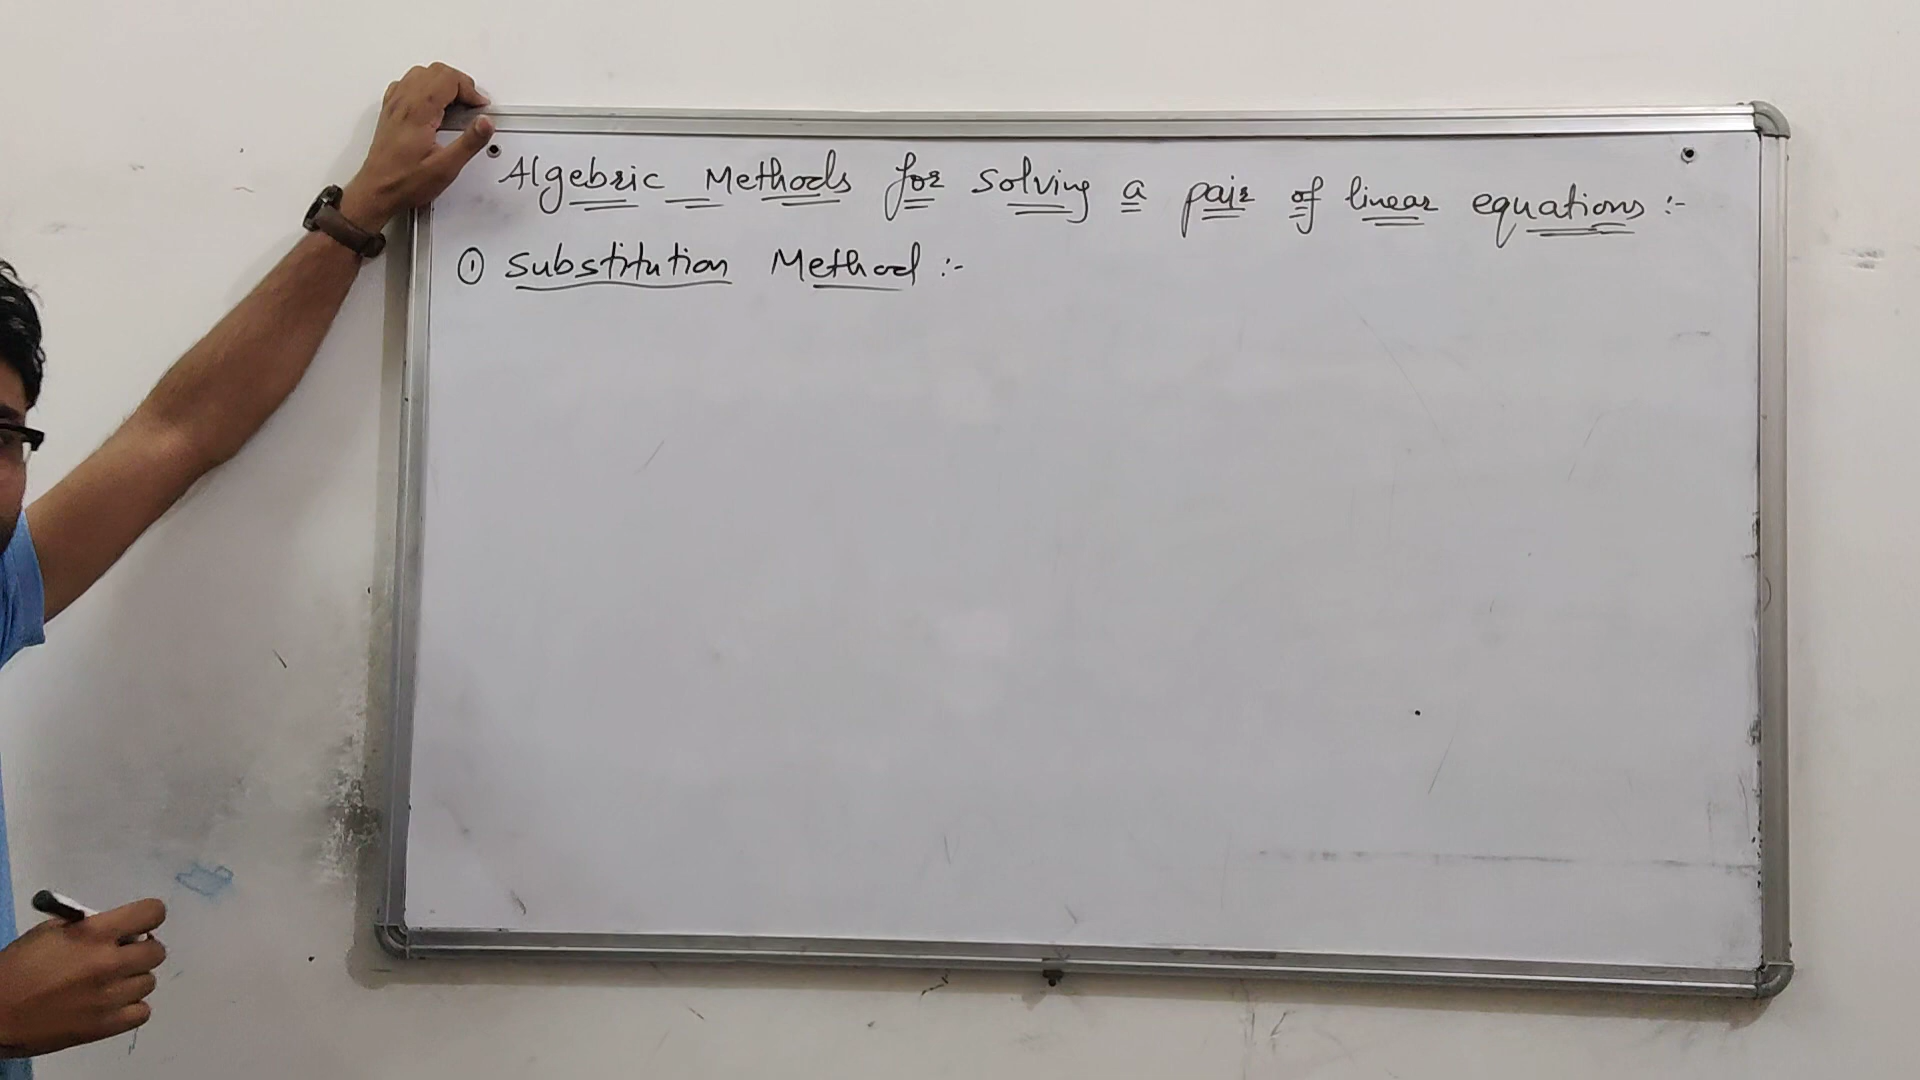 Algebric Methods for solving a pair of linear equations :-
① Substitution Method :-